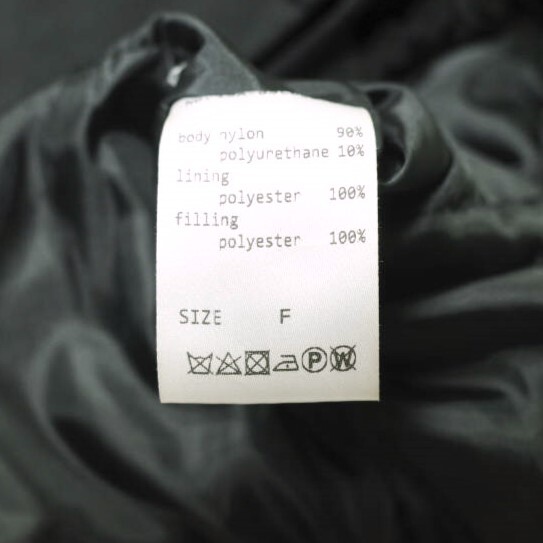 body nylon 90%
polyurethane 10%
lining
polyester 100%
filling
polyester 100%
SIZE F
P W